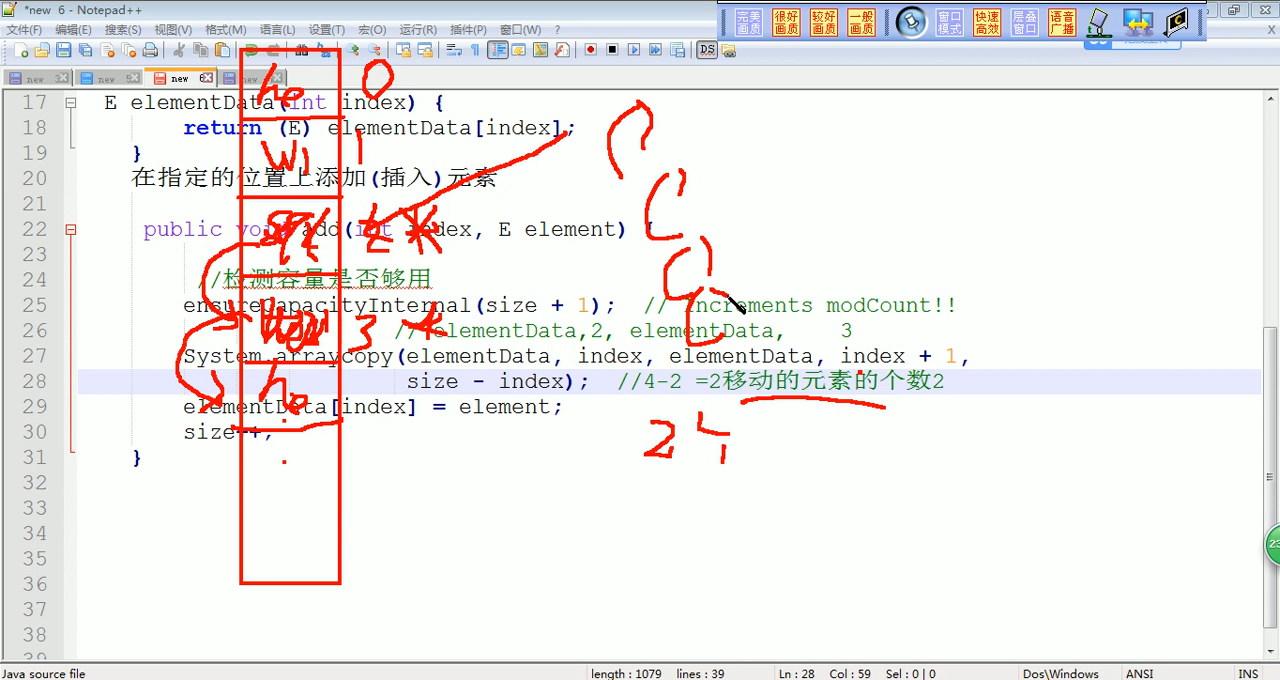 *new  6 - Notepad++
文件(F) 编辑(E) 搜索(S) 视图(V) 格式(M) 语言(L) 设置(T) 宏(O) 运行(R) 插件(P) 窗口(W) ?
X
完美画质 很好画质 较好画质 一般画质 窗口模式 快速高效 层叠窗口 语音广播
new 3 new 5 new 6 new
17 E elementData(int index) {
18 return (E) elementData[index];
19 }
20 在指定的位置上添加(插入)元素
21
22 public void add(int index, E element) {
23
24 //检测容量是否够用
25 ensureCapacityInternal(size + 1);  // Increments modCount!!
26 // elementData,2, elementData,    3
27 System.arraycopy(elementData, index, elementData, index + 1,
28 size - index);  //4-2 =2移动的元素的个数2
29 elementData[index] = element;
30 size++;
31 }
32
33
34
35
36
37
38
39
ho 0
W 1
3
ho
2 4
23
Java source file length : 1079 lines : 39 Ln : 28 Col : 59 Sel : 0 | 0 Dos\Windows ANSI INS